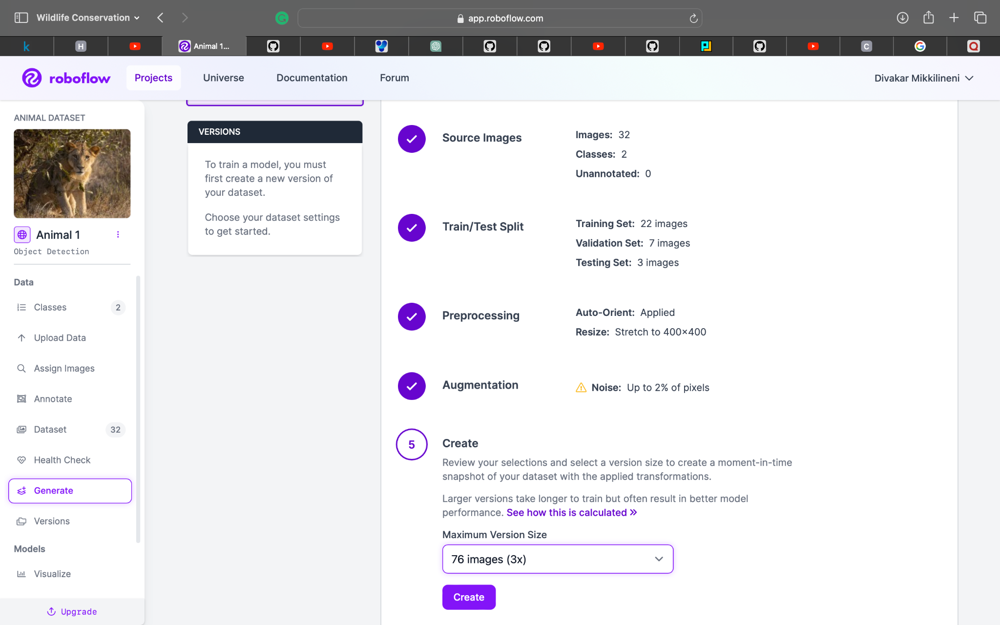 Wildlife Conservation
app.roboflow.com
k
H
Animal 1...
C
roboflow
Projects
Universe
Documentation
Forum
Divakar Mikkilineni
ANIMAL DATASET
Animal 1
Object Detection
Data
Classes 2
Upload Data
Assign Images
Annotate
Dataset 32
Health Check
Generate
Versions
Models
Visualize
Upgrade
VERSIONS
To train a model, you must
first create a new version of
your dataset.
Choose your dataset settings
to get started.
Source Images
Images: 32
Classes: 2
Unannotated: 0
Train/Test Split
Training Set: 22 images
Validation Set: 7 images
Testing Set: 3 images
Preprocessing
Auto-Orient: Applied
Resize: Stretch to 400×400
Augmentation
Noise: Up to 2% of pixels
5
Create
Review your selections and select a version size to create a moment-in-time
snapshot of your dataset with the applied transformations.
Larger versions take longer to train but often result in better model
performance. See how this is calculated »
Maximum Version Size
76 images (3x)
Create